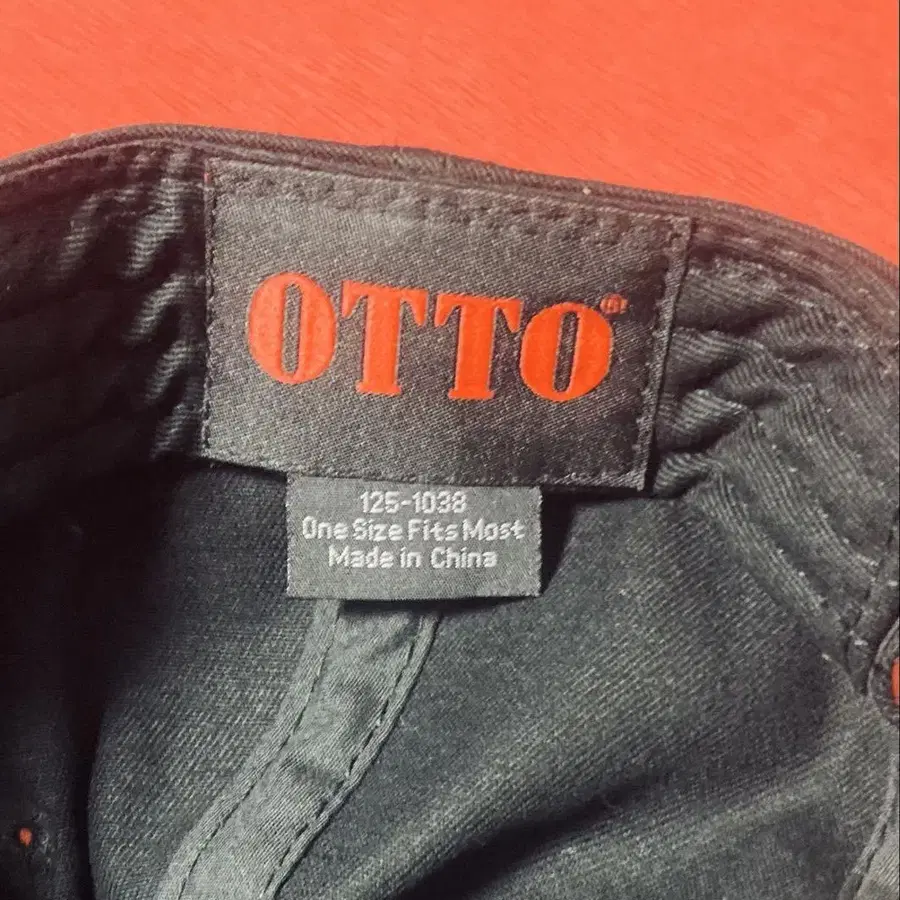 OTTO®
125-1038
One Size Fits Most
Made in China